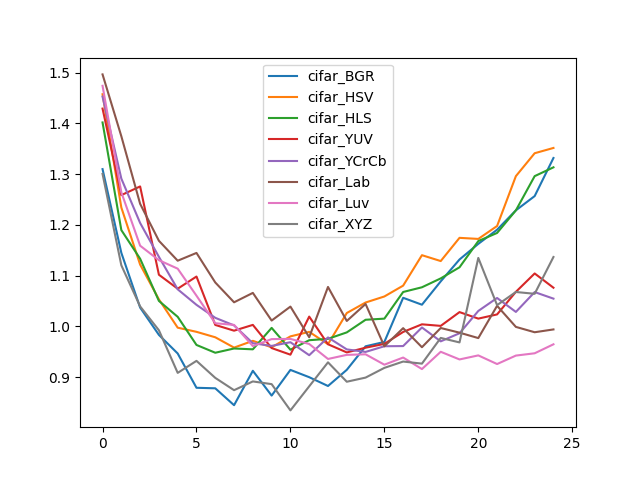 1.5
1.4
1.3
1.2
1.1
1.0
0.9
cifar_BGR
cifar_HSV
cifar_HLS
cifar_YUV
cifar_YCrCb
cifar_Lab
cifar_Luv
cifar_XYZ
0 5 10 15 20 25